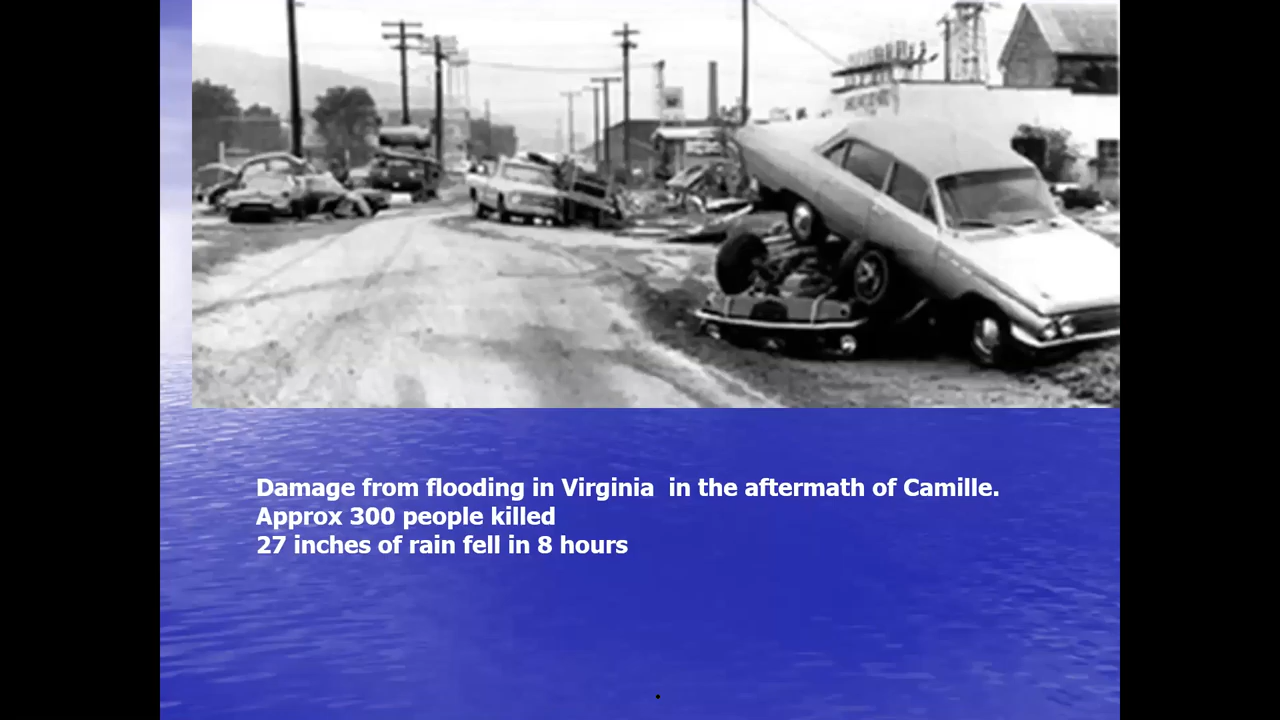 Damage from flooding in Virginia  in the aftermath of Camille.
Approx 300 people killed
27 inches of rain fell in 8 hours